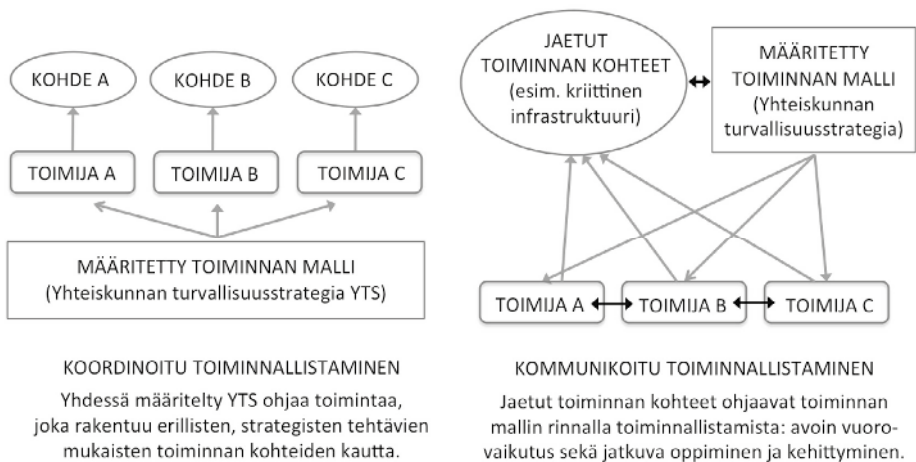 KOHDE A
KOHDE B
KOHDE C
TOIMIJA A
TOIMIJA B
TOIMIJA C
MÄÄRITETTY TOIMINNAN MALLI
(Yhteiskunnan turvallisuusstrategia YTS)
KOORDINOITU TOIMINNALLISTAMINEN
Yhdessä määritelty YTS ohjaa toimintaa,
joka rakentuu erillisten, strategisten tehtävien
mukaisten toiminnan kohteiden kautta.
JAETUT
TOIMINNAN KOHTEET
(esim. kriittinen
infrastruktuuri)
MÄÄRITETTY
TOIMINNAN MALLI
(Yhteiskunnan
turvallisuusstrategia)
TOIMIJA A
TOIMIJA B
TOIMIJA C
KOMMUNIKOITU TOIMINNALLISTAMINEN
Jaetut toiminnan kohteet ohjaavat toiminnan
mallin rinnalla toiminnallistamista: avoin vuoro-
vaikutus sekä jatkuva oppiminen ja kehittyminen.